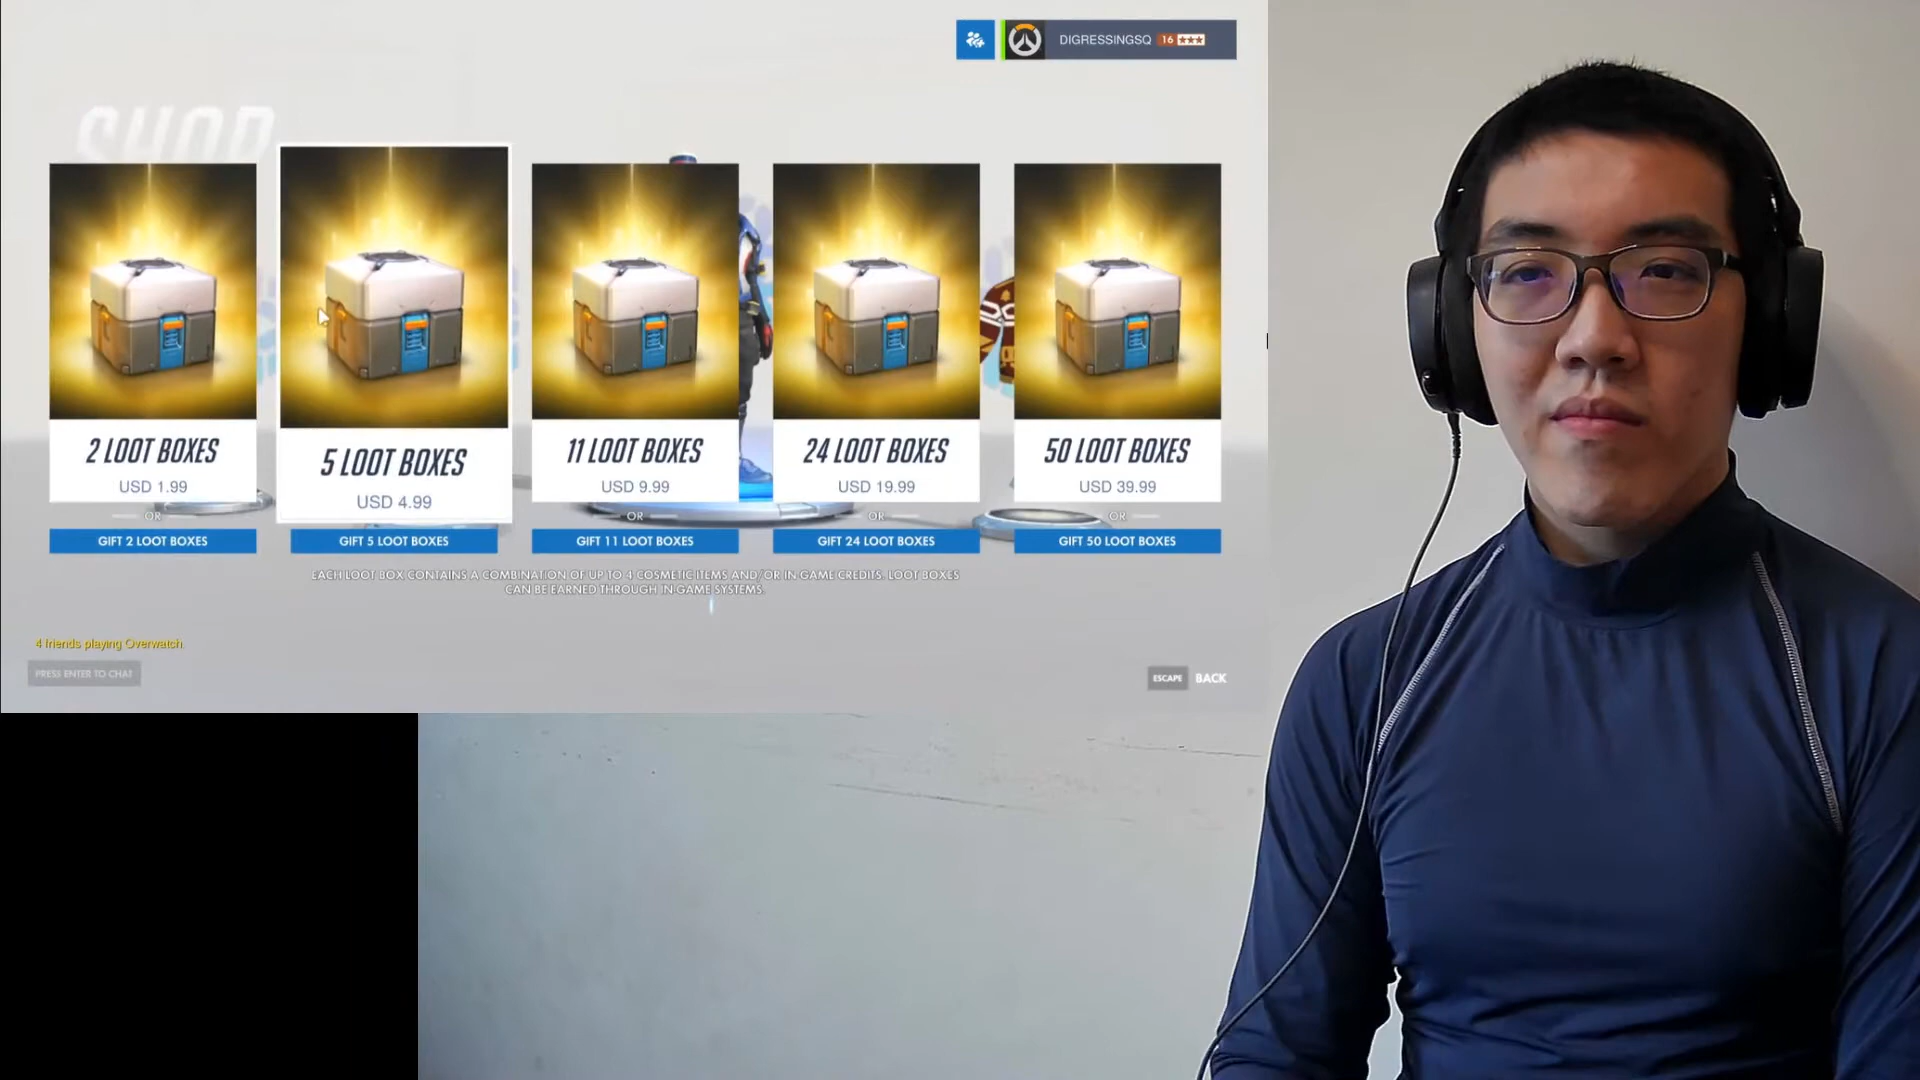 DIGRESSINGSQ 16
SHOP
2 LOOT BOXES
USD 1.99
OR
GIFT 2 LOOT BOXES
5 LOOT BOXES
USD 4.99
GIFT 5 LOOT BOXES
11 LOOT BOXES
USD 9.99
OR
GIFT 11 LOOT BOXES
24 LOOT BOXES
USD 19.99
OR
GIFT 24 LOOT BOXES
50 LOOT BOXES
USD 39.99
OR
GIFT 50 LOOT BOXES
EACH LOOT BOX CONTAINS A COMBINATION OF UP TO 4 COSMETIC ITEMS AND/OR IN GAME CREDITS. LOOT BOXES
CAN BE EARNED THROUGH IN-GAME SYSTEMS.
4 friends playing Overwatch
PRESS ENTER TO CHAT
ESCAPE BACK